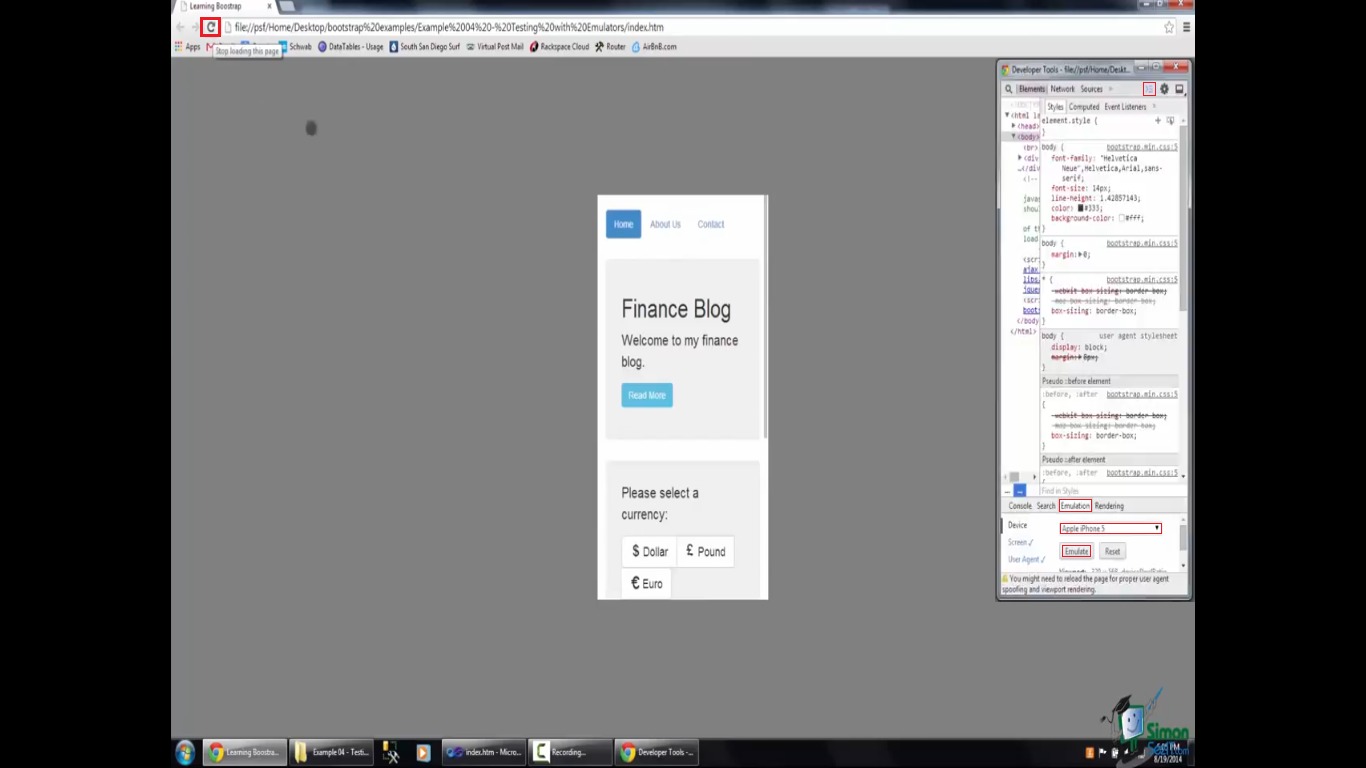 Learning Boostrap
file://psf/Home/Desktop/bootstrap%20examples/Example%2004%20-%20Testing%20with%20Emulators/index.htm
Apps
Schwab
DataTables - Usage
South San Diego Surf
Virtual Post Mail
Rackspace Cloud
Router
AirBnB.com
Stop loading this page
Home
About Us
Contact
Finance Blog
Welcome to my finance
blog.
Read More
Please select a
currency:
$ Dollar
£ Pound
€ Euro
Developer Tools - file://psf/Home/Deskt...
Elements Network Sources »
Styles Computed Event Listeners »
<html
<head>
<body>
<br>
<div
…</div
<!--
javas
shou
of th
load
<scr:
ajax
libs
jque
<scr
boots
</body
</html>
element.style {
}
body { bootstrap.min.css:5
font-family: "Helvetica
Neue",Helvetica,Arial,sans-
serif;
font-size: 14px;
line-height: 1.42857143;
color: #333;
background-color: #fff;
}
body { bootstrap.min.css:5
margin: 0;
}
* { bootstrap.min.css:5
-webkit-box-sizing: border-box;
-moz-box-sizing: border-box;
box-sizing: border-box;
}
body { user agent stylesheet
display: block;
margin: 8px;
}
Pseudo ::before element
:before, :after bootstrap.min.css:5
{
-webkit-box-sizing: border-box;
-moz-box-sizing: border-box;
box-sizing: border-box;
}
Pseudo ::after element
:before, :after bootstrap.min.css:5
Find in Styles
Console Search Emulation Rendering
Device
Apple iPhone 5
Screen ✓
Emulate Reset
User Agent ✓
You might need to reload the page for proper user agent
spoofing and viewport rendering.
Simon
Learning Boostra...
Example 04 - Testi...
index.htm - Micro...
Recording...
Developer Tools -...
8/19/2014